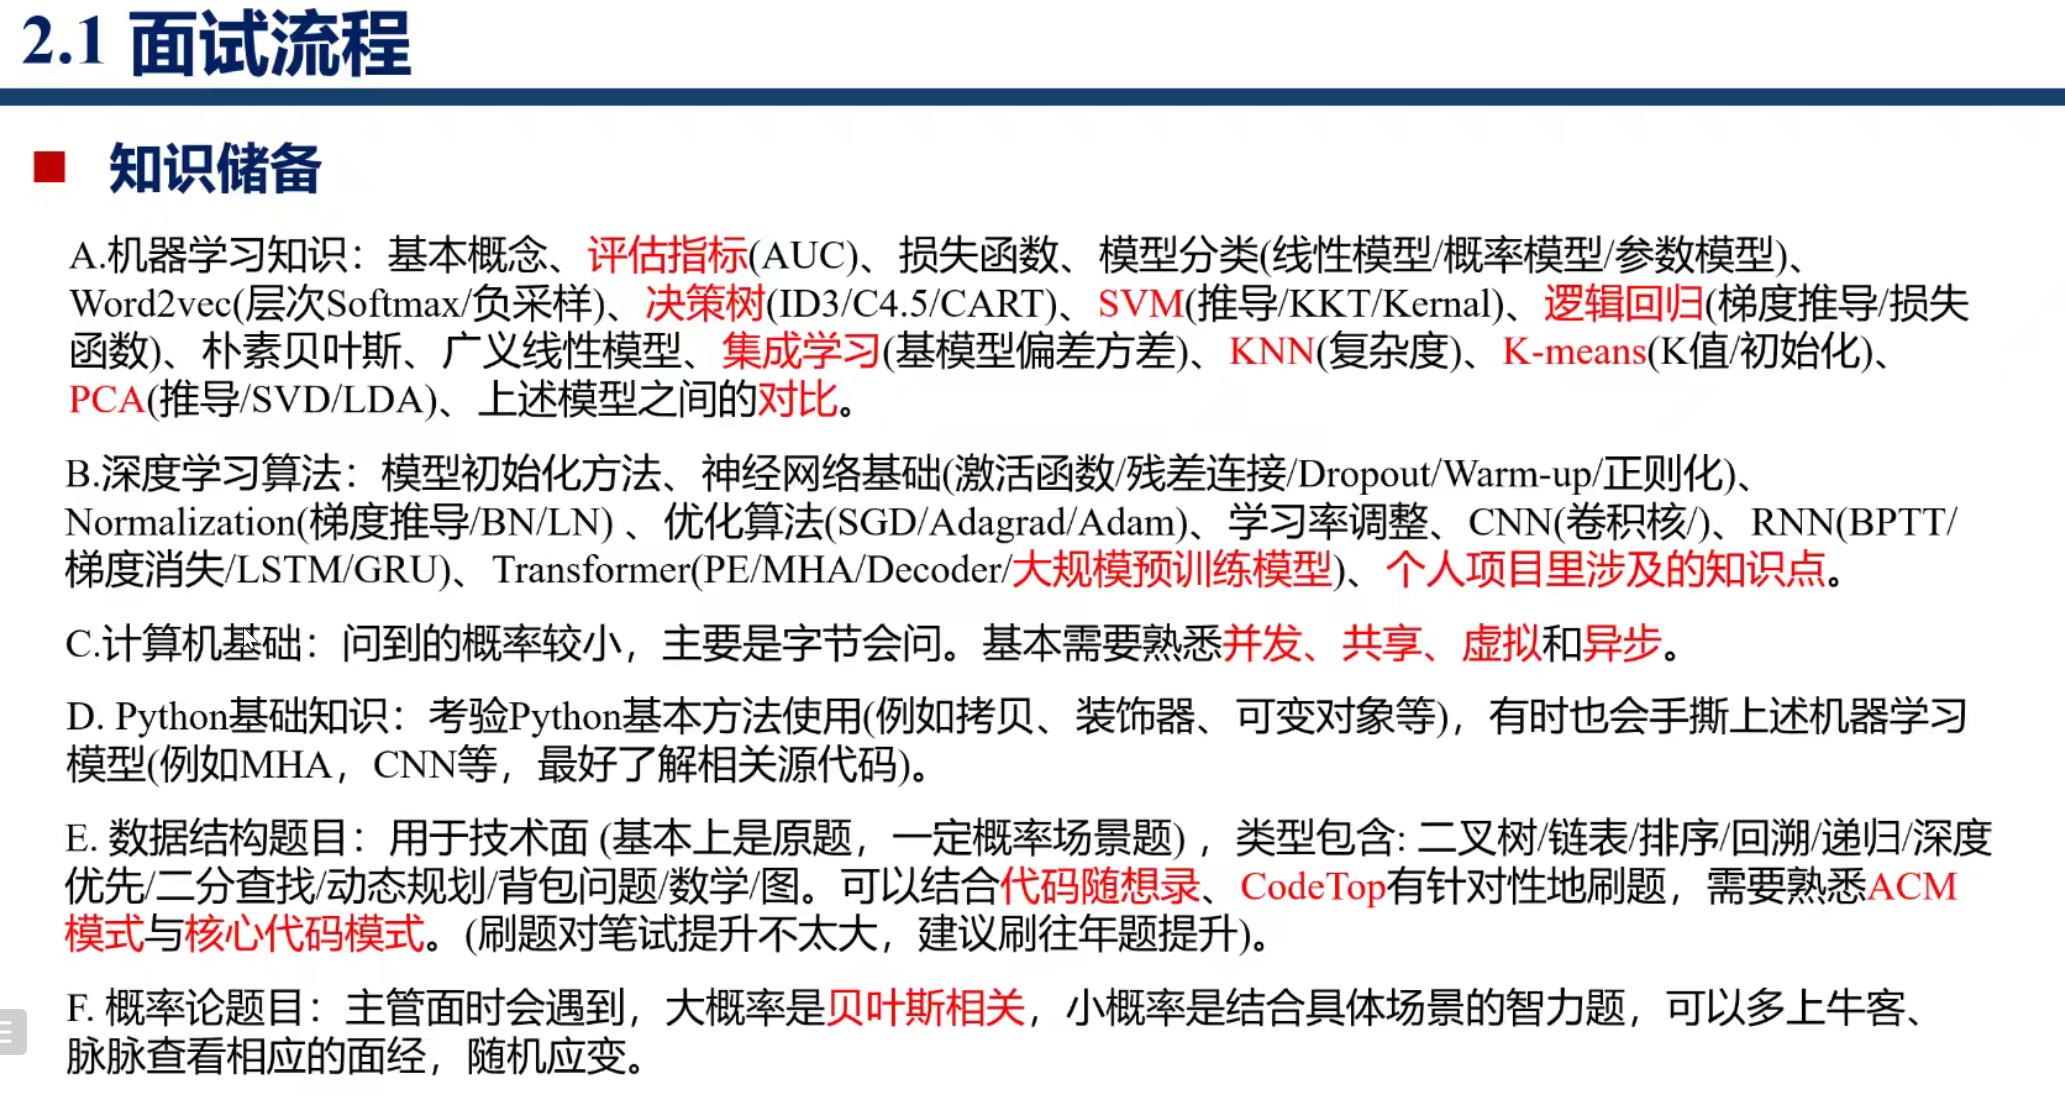 2.1 面试流程
知识储备
A.机器学习知识：基本概念、评估指标(AUC)、损失函数、模型分类(线性模型/概率模型/参数模型)、
Word2vec(层次Softmax/负采样)、决策树(ID3/C4.5/CART)、SVM(推导/KKT/Kernal)、逻辑回归(梯度推导/损失
函数)、朴素贝叶斯、广义线性模型、集成学习(基模型偏差方差)、KNN(复杂度)、K-means(K值/初始化)、
PCA(推导/SVD/LDA)、上述模型之间的对比。
B.深度学习算法：模型初始化方法、神经网络基础(激活函数/残差连接/Dropout/Warm-up/正则化)、
Normalization(梯度推导/BN/LN) 、优化算法(SGD/Adagrad/Adam)、学习率调整、CNN(卷积核/)、RNN(BPTT/
梯度消失/LSTM/GRU)、Transformer(PE/MHA/Decoder/大规模预训练模型)、个人项目里涉及的知识点。
C.计算机基础：问到的概率较小，主要是字节会问。基本需要熟悉并发、共享、虚拟和异步。
D. Python基础知识：考验Python基本方法使用(例如拷贝、装饰器、可变对象等)，有时也会手撕上述机器学习
模型(例如MHA，CNN等，最好了解相关源代码)。
E. 数据结构题目：用于技术面 (基本上是原题，一定概率场景题) ，类型包含: 二叉树/链表/排序/回溯/递归/深度
优先/二分查找/动态规划/背包问题/数学/图。可以结合代码随想录、CodeTop有针对性地刷题，需要熟悉ACM
模式与核心代码模式。(刷题对笔试提升不太大，建议刷往年题提升)。
F. 概率论题目：主管面时会遇到，大概率是贝叶斯相关，小概率是结合具体场景的智力题，可以多上牛客、
脉脉查看相应的面经，随机应变。